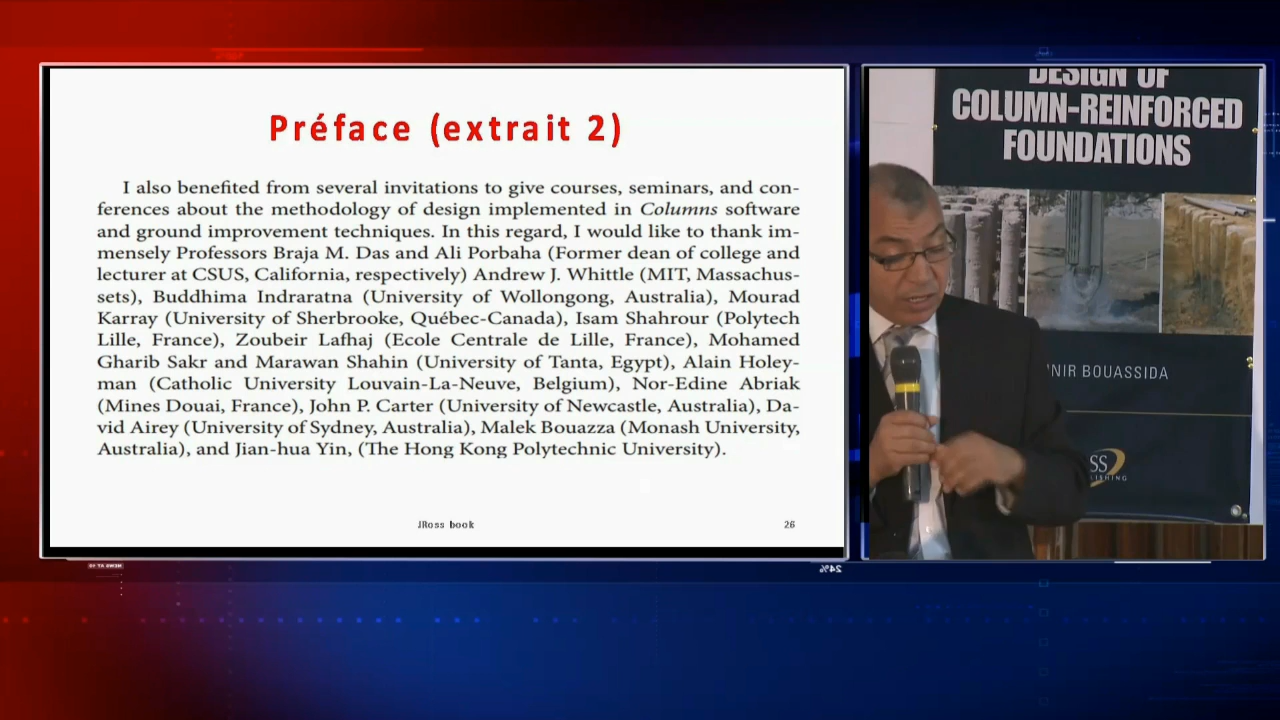 Préface (extrait 2)
I also benefited from several invitations to give courses, seminars, and con-
ferences about the methodology of design implemented in Columns software
and ground improvement techniques. In this regard, I would like to thank im-
mensely Professors Braja M. Das and Ali Porbaha (Former dean of college and
lecturer at CSUS, California, respectively) Andrew J. Whittle (MIT, Massachus-
sets), Buddhima Indraratna (University of Wollongong, Australia), Mourad
Karray (University of Sherbrooke, Québec-Canada), Isam Shahrour (Polytech
Lille, France), Zoubeir Lafhaj (Ecole Centrale de Lille, France), Mohamed
Gharib Sakr and Marawan Shahin (University of Tanta, Egypt), Alain Holey-
man (Catholic University Louvain-La-Neuve, Belgium), Nor-Edine Abriak
(Mines Douai, France), John P. Carter (University of Newcastle, Australia), Da-
vid Airey (University of Sydney, Australia), Malek Bouazza (Monash University,
Australia), and Jian-hua Yin, (The Hong Kong Polytechnic University).
JRoss book
26
DESIGN OF
COLUMN-REINFORCED
FOUNDATIONS
NIR BOUASSIDA
SS
LISHING
24%